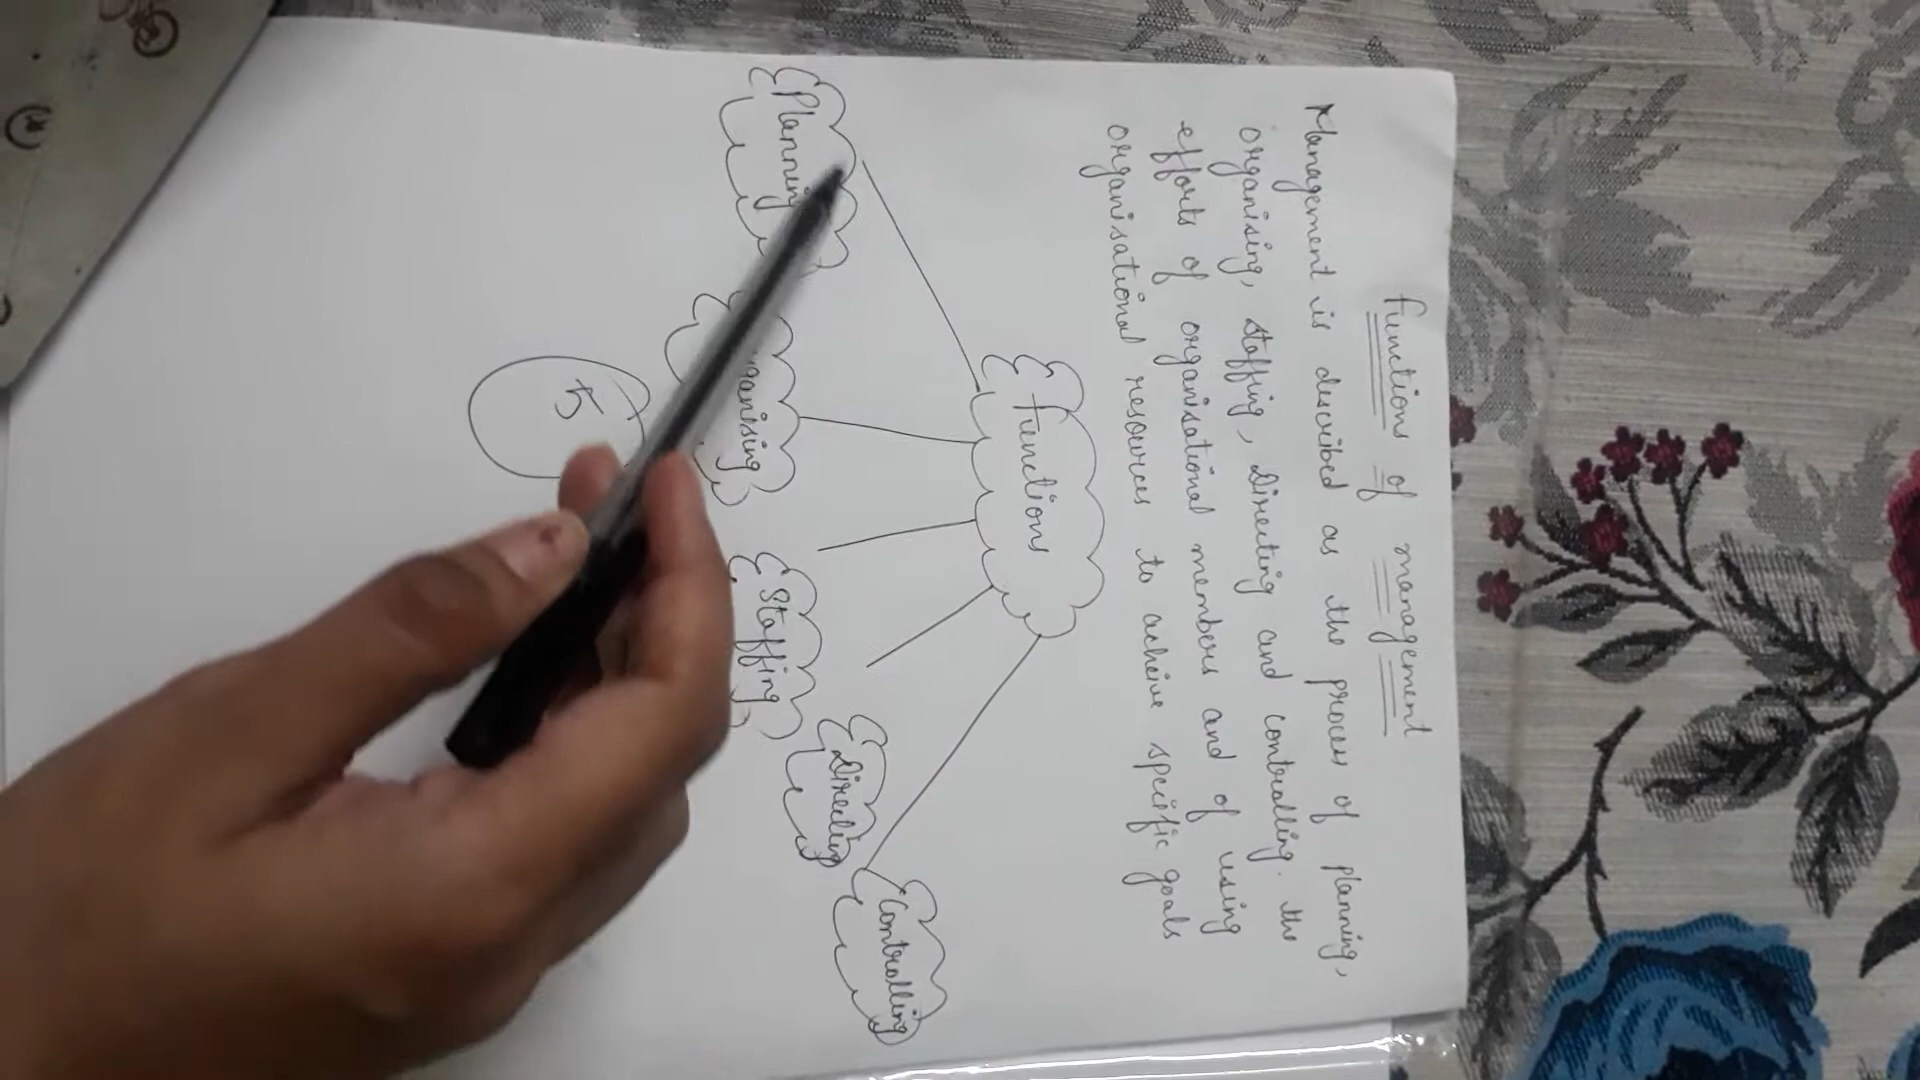 Functions of management
Management is described as the process of planning,
organising, staffing, directing and controlling. the
efforts of organisational members and of using
organisational resources to acheive specific goals
Functions
Planning
Staffing
Directing
Controlling
5